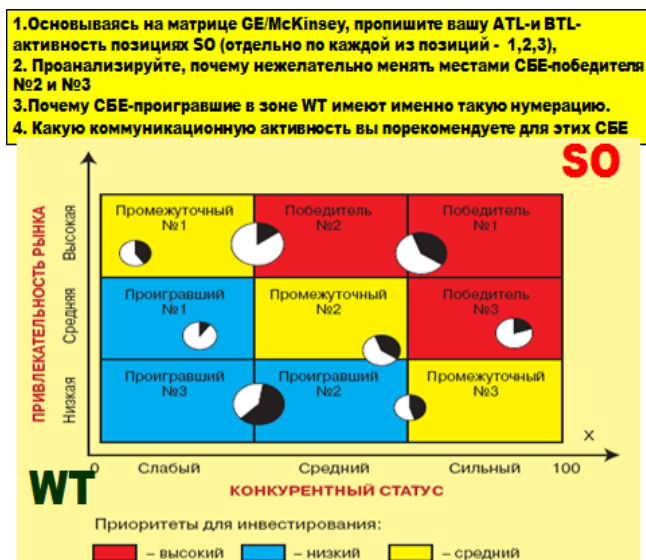 1.Основываясь на матрице GE/McKinsey, пропишите вашу ATL-и BTL-
активность позициях SO (отдельно по каждой из позиций - 1,2,3),
2. Проанализируйте, почему нежелательно менять местами СБЕ-победителя
№2 и №3
3.Почему СБЕ-проигравшие в зоне WT имеют именно такую нумерацию.
4. Какую коммуникационную активность вы порекомендуете для этих СБЕ
SO
ПРИВЛЕКАТЕЛЬНОСТЬ РЫНКА
Высокая
Промежуточный
№1
Победитель
№2
Победитель
№1
Средняя
Проигравший
№1
Промежуточный
№2
Победитель
№3
Низкая
Проигравший
№3
Проигравший
№2
Промежуточный
№3
X
WT
0 Слабый Средний Сильный 100
КОНКУРЕНТНЫЙ СТАТУС
Приоритеты для инвестирования:
– высокий – низкий – средний